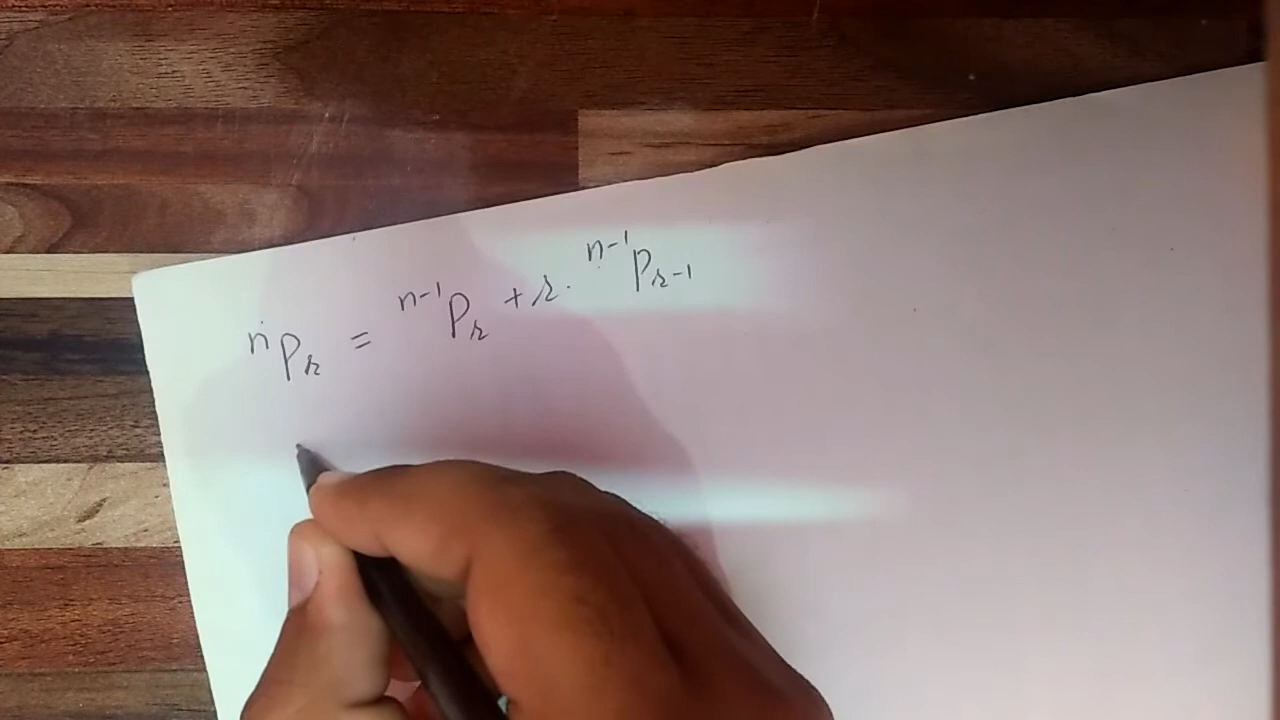 ⁿPᵣ = ⁿ⁻¹Pᵣ + r. ⁿ⁻¹Pᵣ₋₁